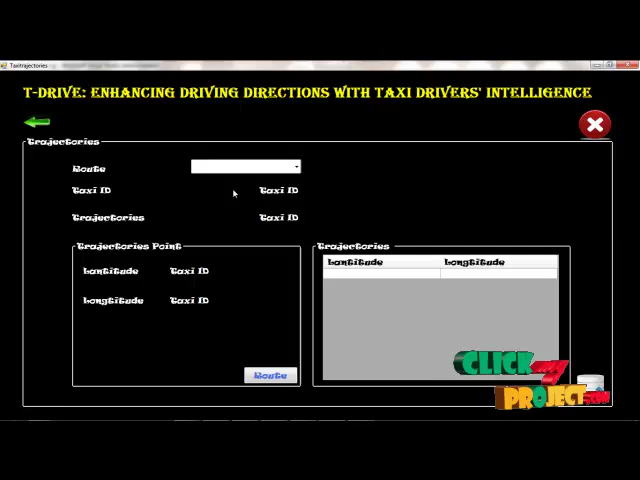 Taxitrajectories
T-DRIVE: ENHANCING DRIVING DIRECTIONS WITH TAXI DRIVERS' INTELLIGENCE
Trajectories
Route
Taxi ID Taxi ID
Trajectories Taxi ID
Trajectories Point
Lantitude Taxi ID
Longtitude Taxi ID
Route
Trajectories
Lantitude Longtitude
CLICK my
PROJECT.COM